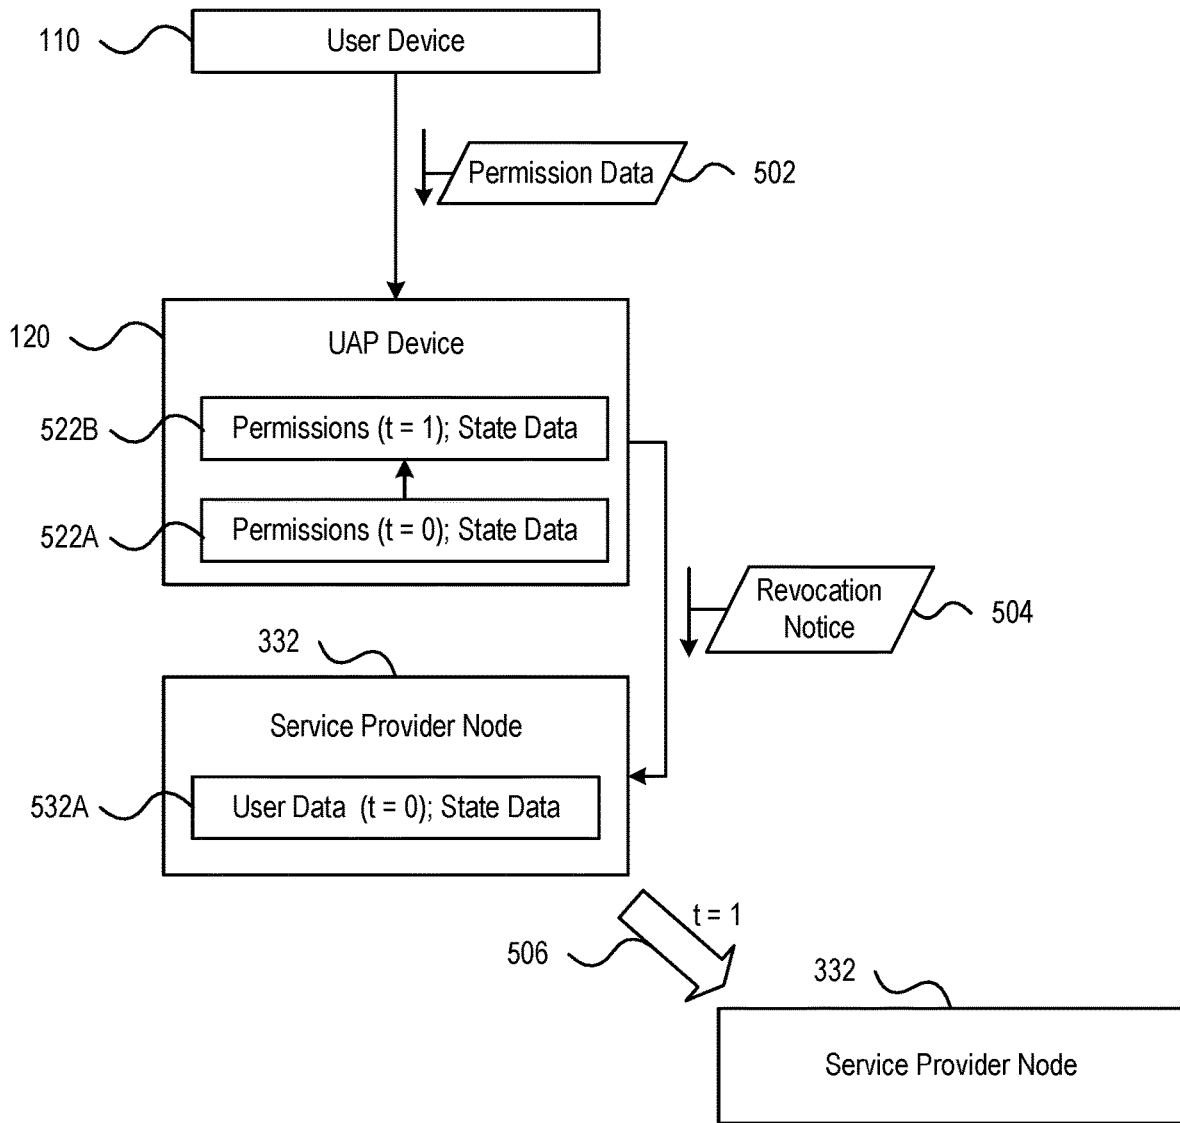 110
User Device
Permission Data
502
120
UAP Device
522B
Permissions (t = 1); State Data
522A
Permissions (t = 0); State Data
Revocation
Notice
504
332
Service Provider Node
532A
User Data (t = 0); State Data
t = 1
506
332
Service Provider Node